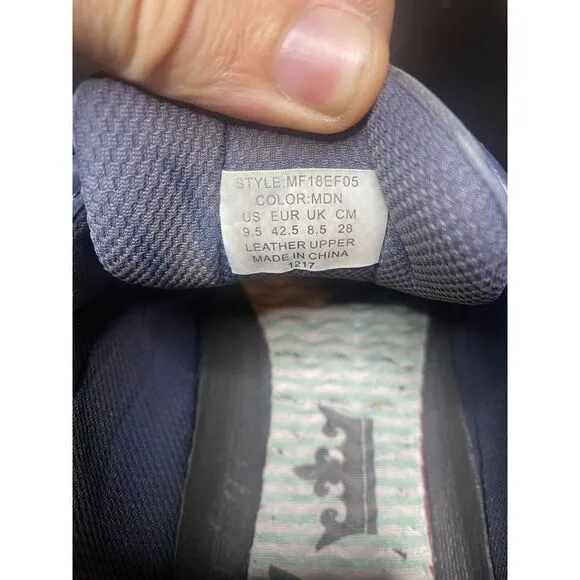 STYLE:MF18EF05
COLOR:MDN
US EUR UK CM
9.5 42.5 8.5 28
LEATHER UPPER
MADE IN CHINA
1217